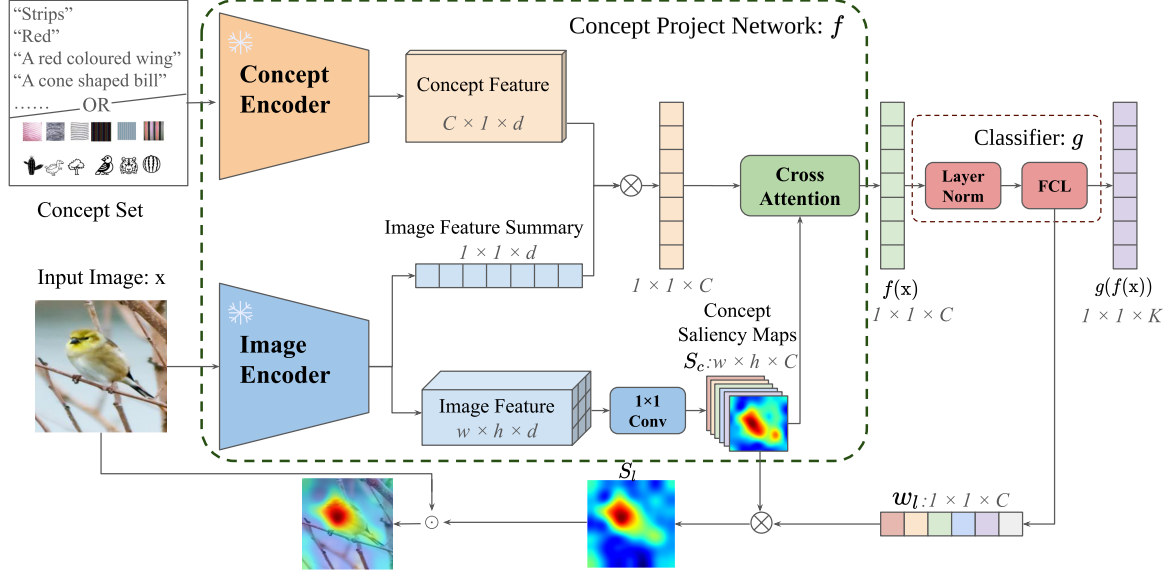 “Strips”
“Red”
“A red coloured wing”
“A cone shaped bill”
...... OR
Concept Set
Concept Project Network: f
Concept
Encoder
Concept Feature
C × 1 × d
Image Feature Summary
1 × 1 × d
1 × 1 × C
Cross
Attention
f(x)
1 × 1 × C
Classifier: g
Layer
Norm
FCL
g(f(x))
1 × 1 × K
Input Image: x
Image
Encoder
Image Feature
w × h × d
1×1
Conv
Concept
Saliency Maps
S_c:w × h × C
S_l
w_l:1 × 1 × C